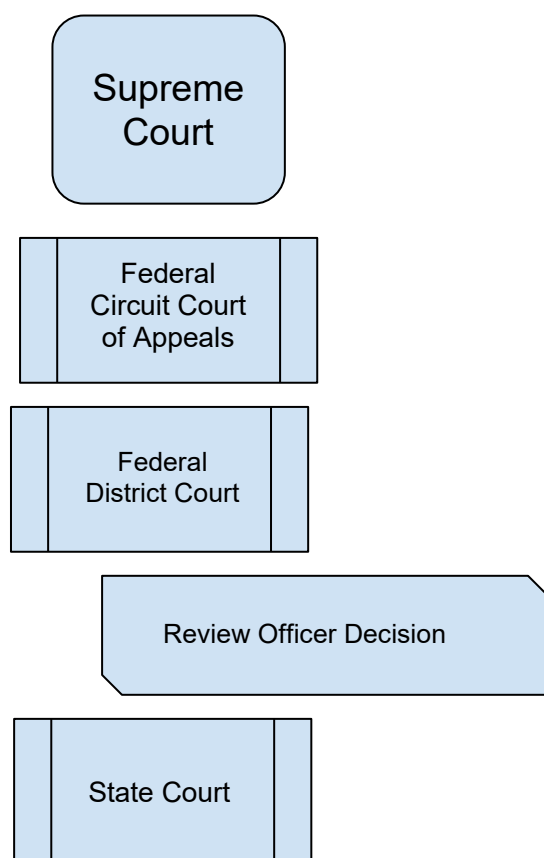 Supreme
Court
Federal
Circuit Court
of Appeals
Federal
District Court
Review Officer Decision
State Court